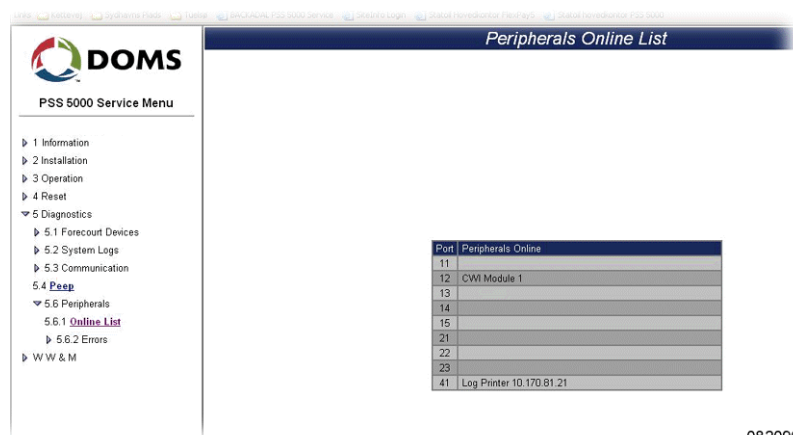 Peripherals Online List
DOMS
PSS 5000 Service Menu
1 Information
2 Installation
3 Operation
4 Reset
5 Diagnostics
5.1 Forecourt Devices
5.2 System Logs
5.3 Communication
5.4 Peep
5.6 Peripherals
5.6.1 Online List
5.6.2 Errors
W W & M
Port Peripherals Online
11
12 CWI Module 1
13
14
15
21
22
23
41 Log Printer 10.170.81.21